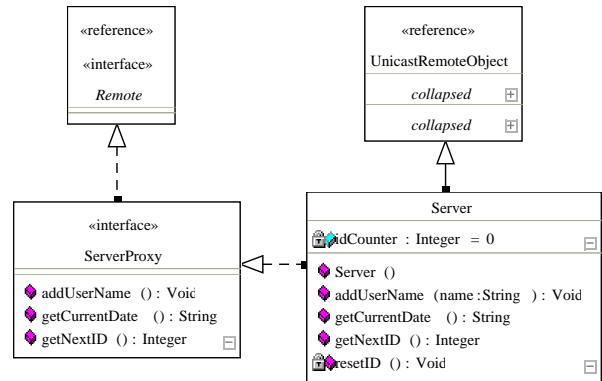 «reference»
«interface»
Remote
«reference»
UnicastRemoteObject
collapsed
collapsed
«interface»
ServerProxy
addUserName () : Void
getCurrentDate () : String
getNextID () : Integer
Server
idCounter : Integer = 0
Server ()
addUserName (name : String ) : Void
getCurrentDate () : String
getNextID () : Integer
resetID () : Void